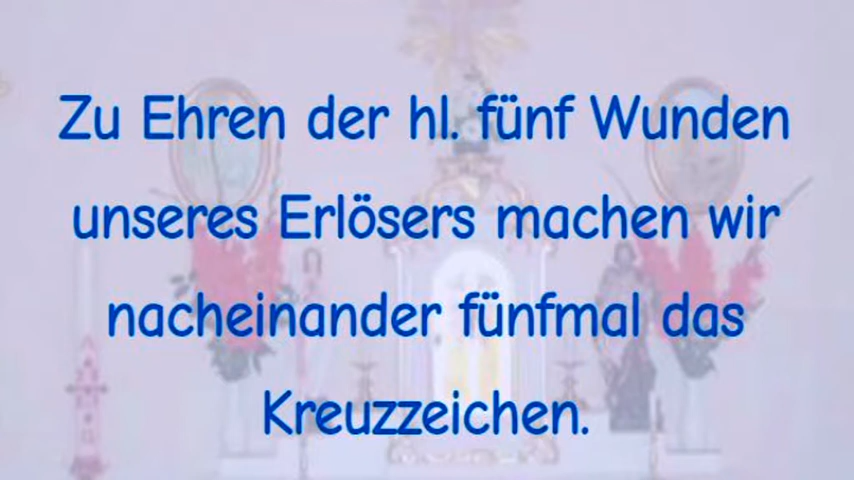 Zu Ehren der hl. fünf Wunden
unseres Erlösers machen wir
nacheinander fünfmal das
Kreuzzeichen.